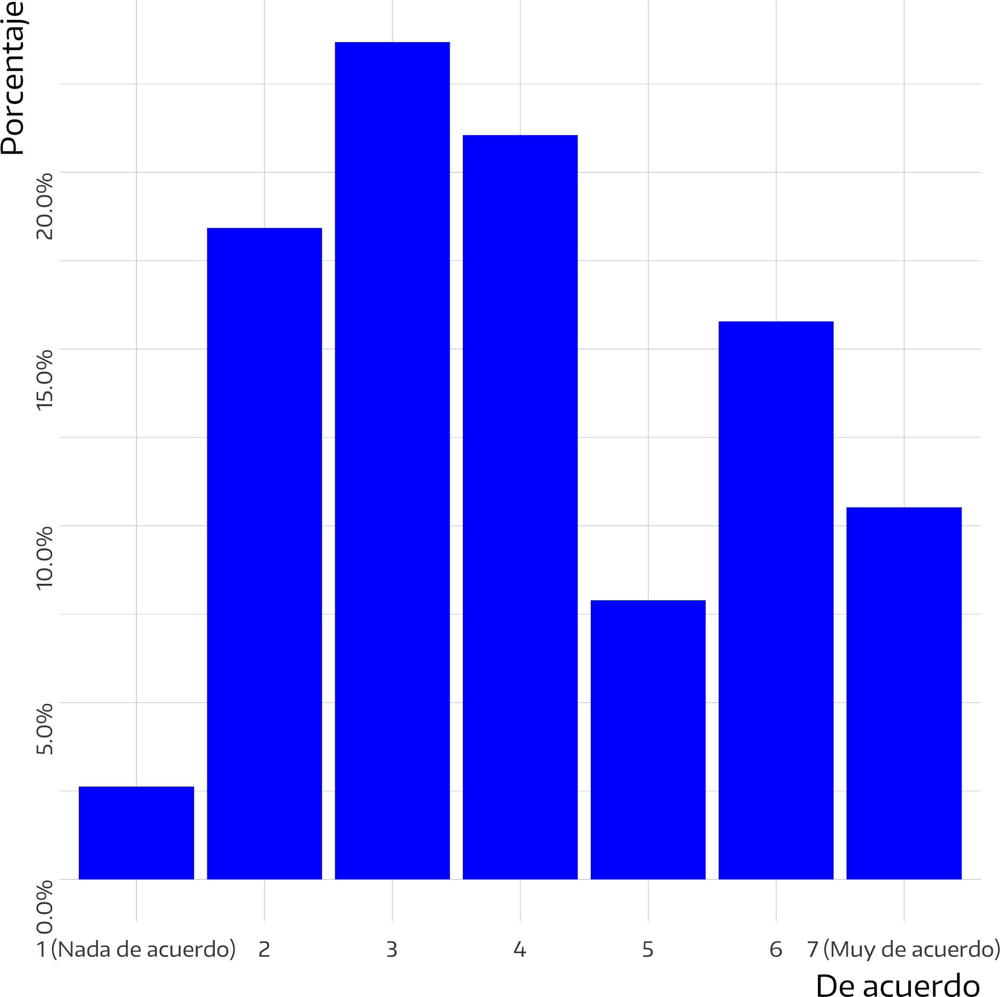 Porcentaje
20.0%
15.0%
10.0%
5.0%
0.0%
1 (Nada de acuerdo) 2 3 4 5 6 7 (Muy de acuerdo)
De acuerdo